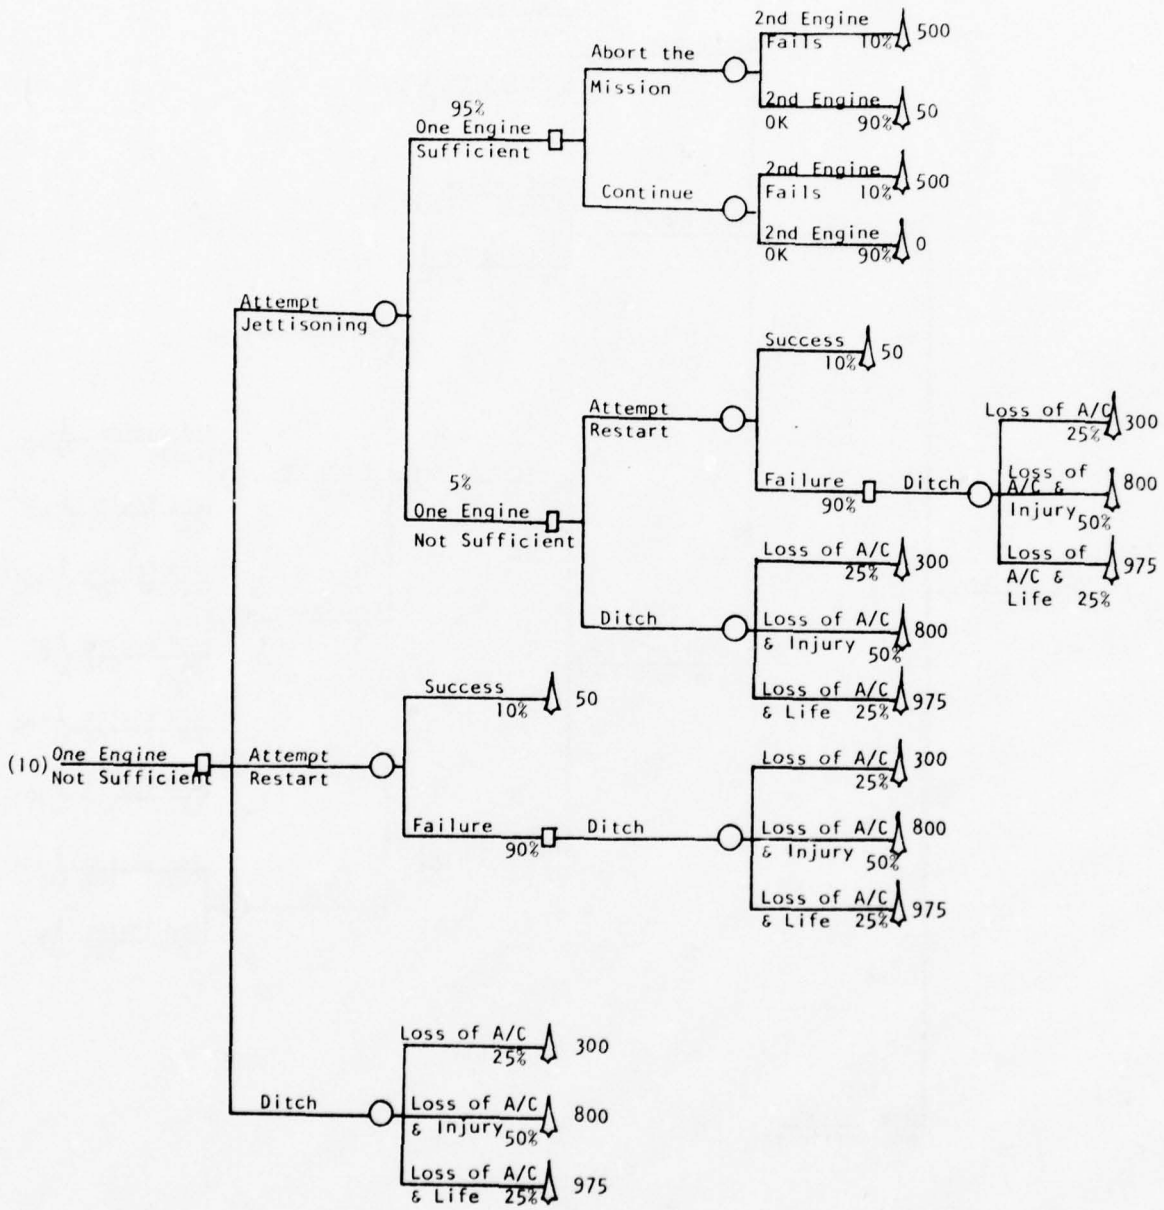 2nd Engine
Fails 10% 500
Abort the
Mission
2nd Engine 50
OK 90%
95%
One Engine
Sufficient
2nd Engine 500
Fails 10%
Continue
2nd Engine 0
OK 90%
Attempt
Jettisoning
Success 50
10%
Attempt
Restart
Loss of A/C 300
25%
5%
One Engine
Not Sufficient
Failure
90%
Ditch
Loss of 800
A/C &
Injury 50%
Loss of A/C 300
25%
Loss of 975
A/C &
Life 25%
Ditch
Loss of A/C 800
& Injury 50%
Loss of A/C 975
& Life 25%
Success 50
10%
(10) One Engine
Not Sufficient
Attempt
Restart
Loss of A/C 300
25%
Failure
90%
Ditch
Loss of A/C 800
& Injury 50%
Loss of A/C 975
& Life 25%
Loss of A/C 300
25%
Ditch
Loss of A/C 800
& Injury 50%
Loss of A/C 975
& Life 25%